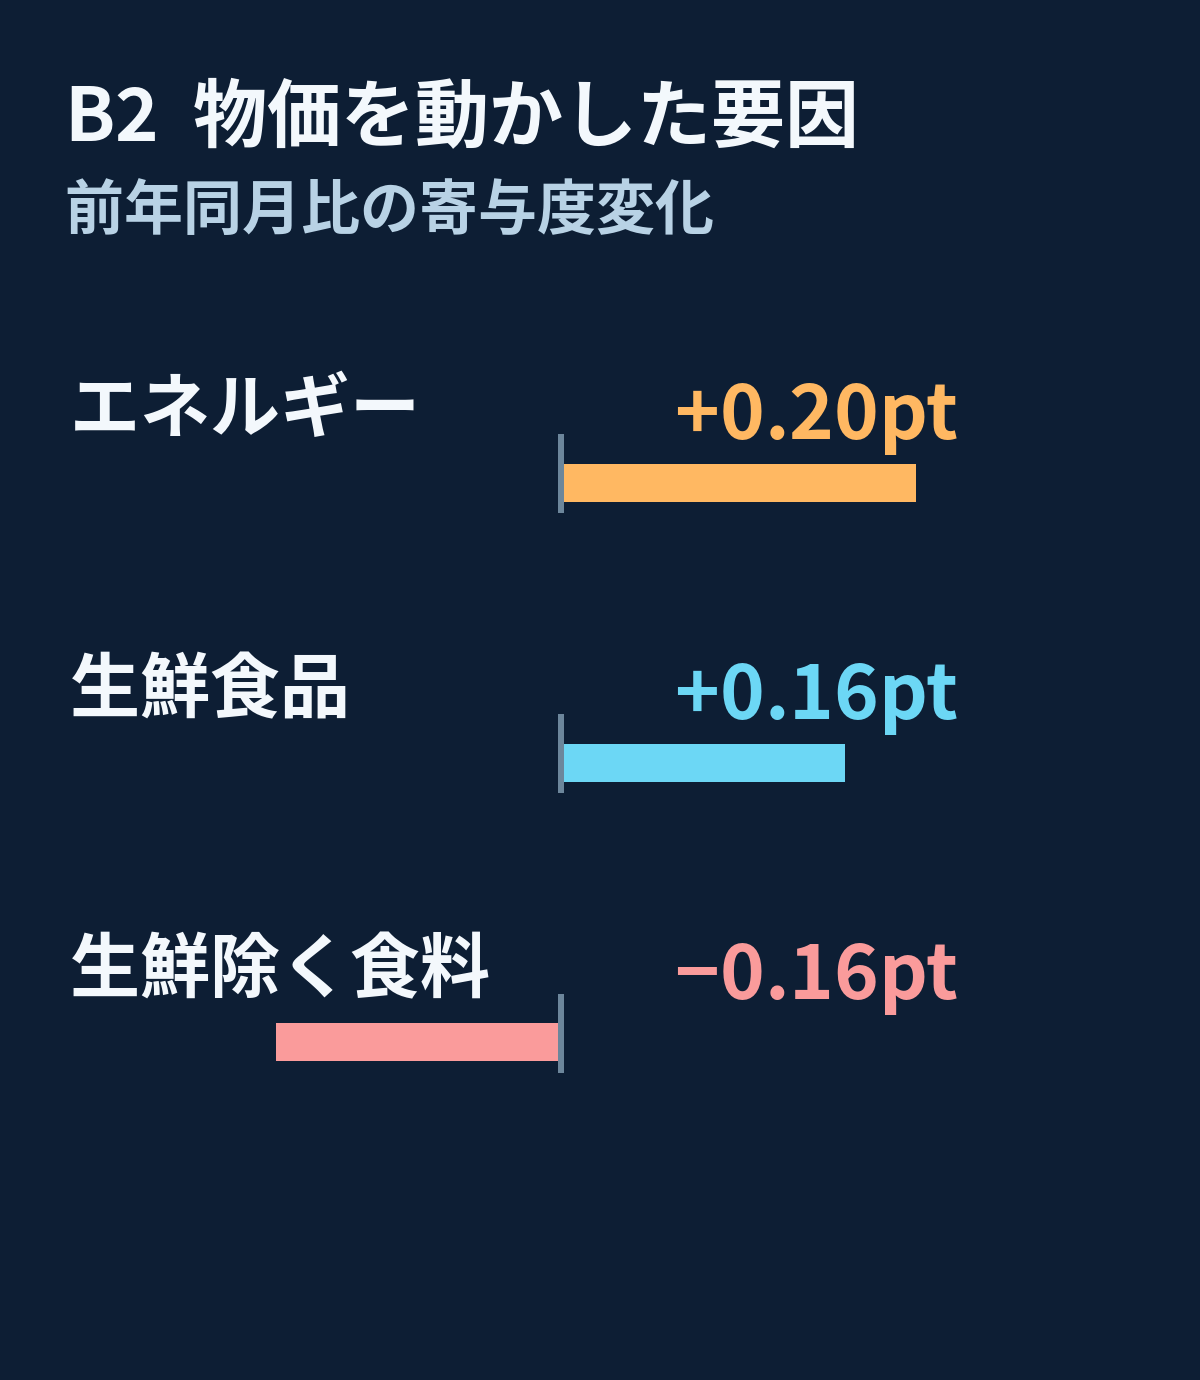 B2 物価を動かした要因
前年同月比の寄与度変化
エネルギー
+0.20pt
生鮮食品
+0.16pt
生鮮除く食料
−0.16pt